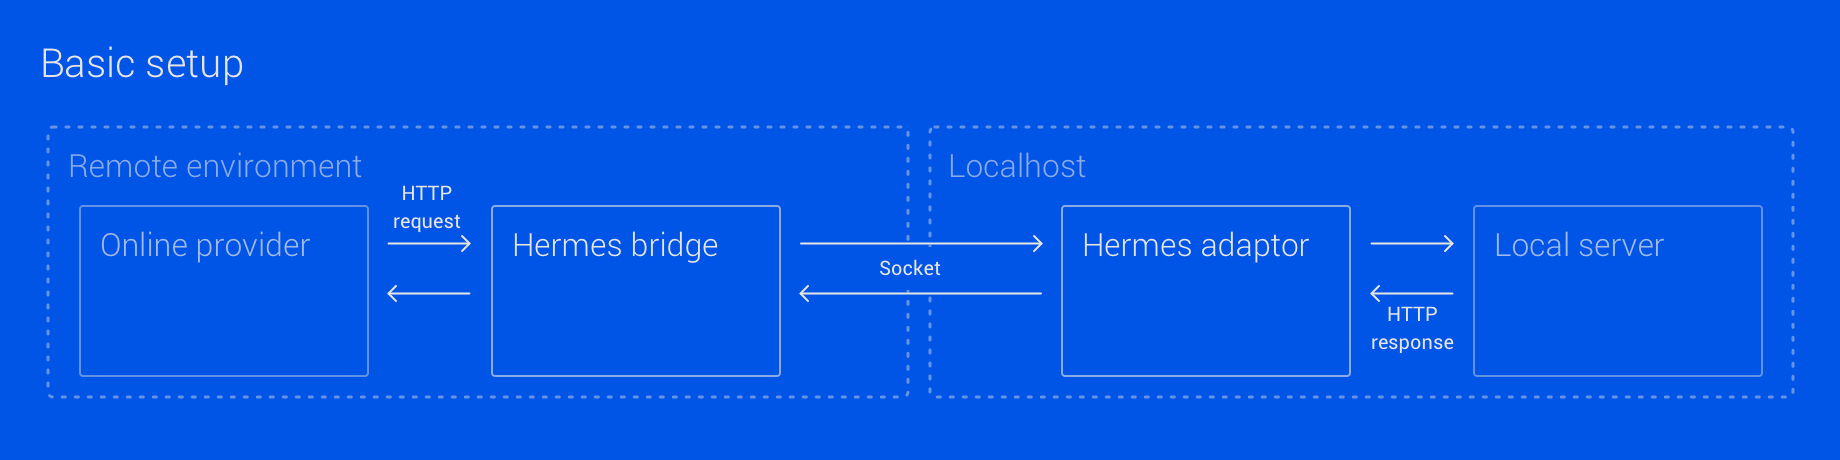 Basic setup
Remote environment
Localhost
HTTP
request
Online provider
Hermes bridge
Socket
Hermes adaptor
Local server
HTTP
response